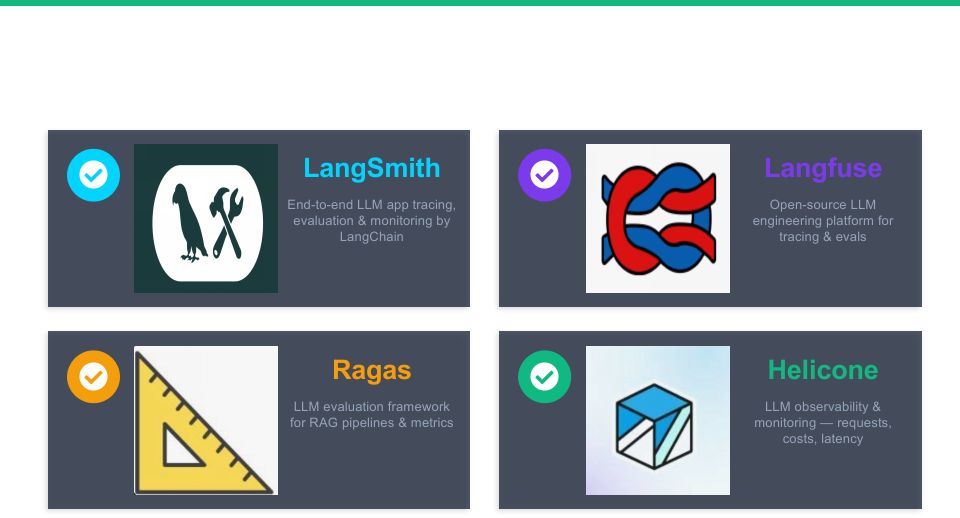 LangSmith
End-to-end LLM app tracing,
evaluation & monitoring by
LangChain
Langfuse
Open-source LLM
engineering platform for
tracing & evals
Ragas
LLM evaluation framework
for RAG pipelines & metrics
Helicone
LLM observability &
monitoring — requests,
costs, latency